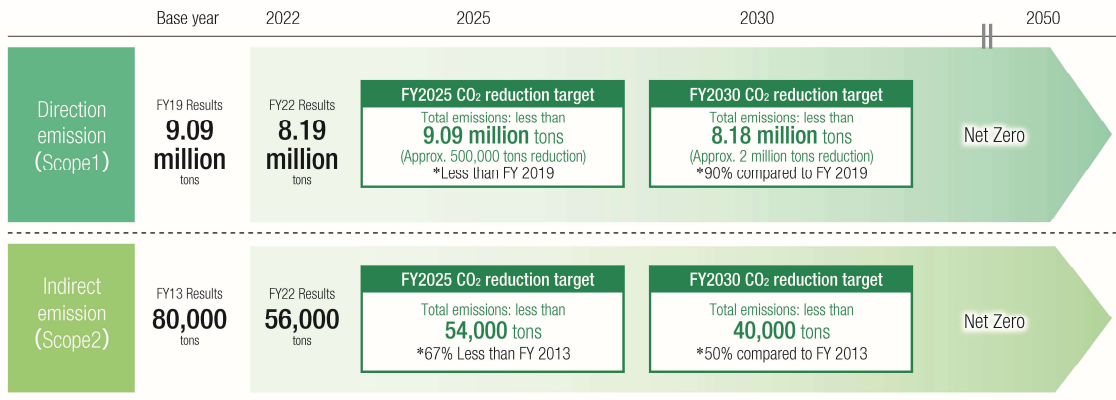 Base year 2022 2025 2030 2050
Direction
emission
(Scope1)
FY19 Results
9.09
million
tons
FY22 Results
8.19
million
tons
FY2025 CO₂ reduction target
Total emissions: less than
9.09 million tons
(Approx. 500,000 tons reduction)
*Less than FY 2019
FY2030 CO₂ reduction target
Total emissions: less than
8.18 million tons
(Approx. 2 million tons reduction)
*90% compared to FY 2019
Net Zero
Indirect
emission
(Scope2)
FY13 Results
80,000
tons
FY22 Results
56,000
tons
FY2025 CO₂ reduction target
Total emissions: less than
54,000 tons
*67% Less than FY 2013
FY2030 CO₂ reduction target
Total emissions: less than
40,000 tons
*50% compared to FY 2013
Net Zero